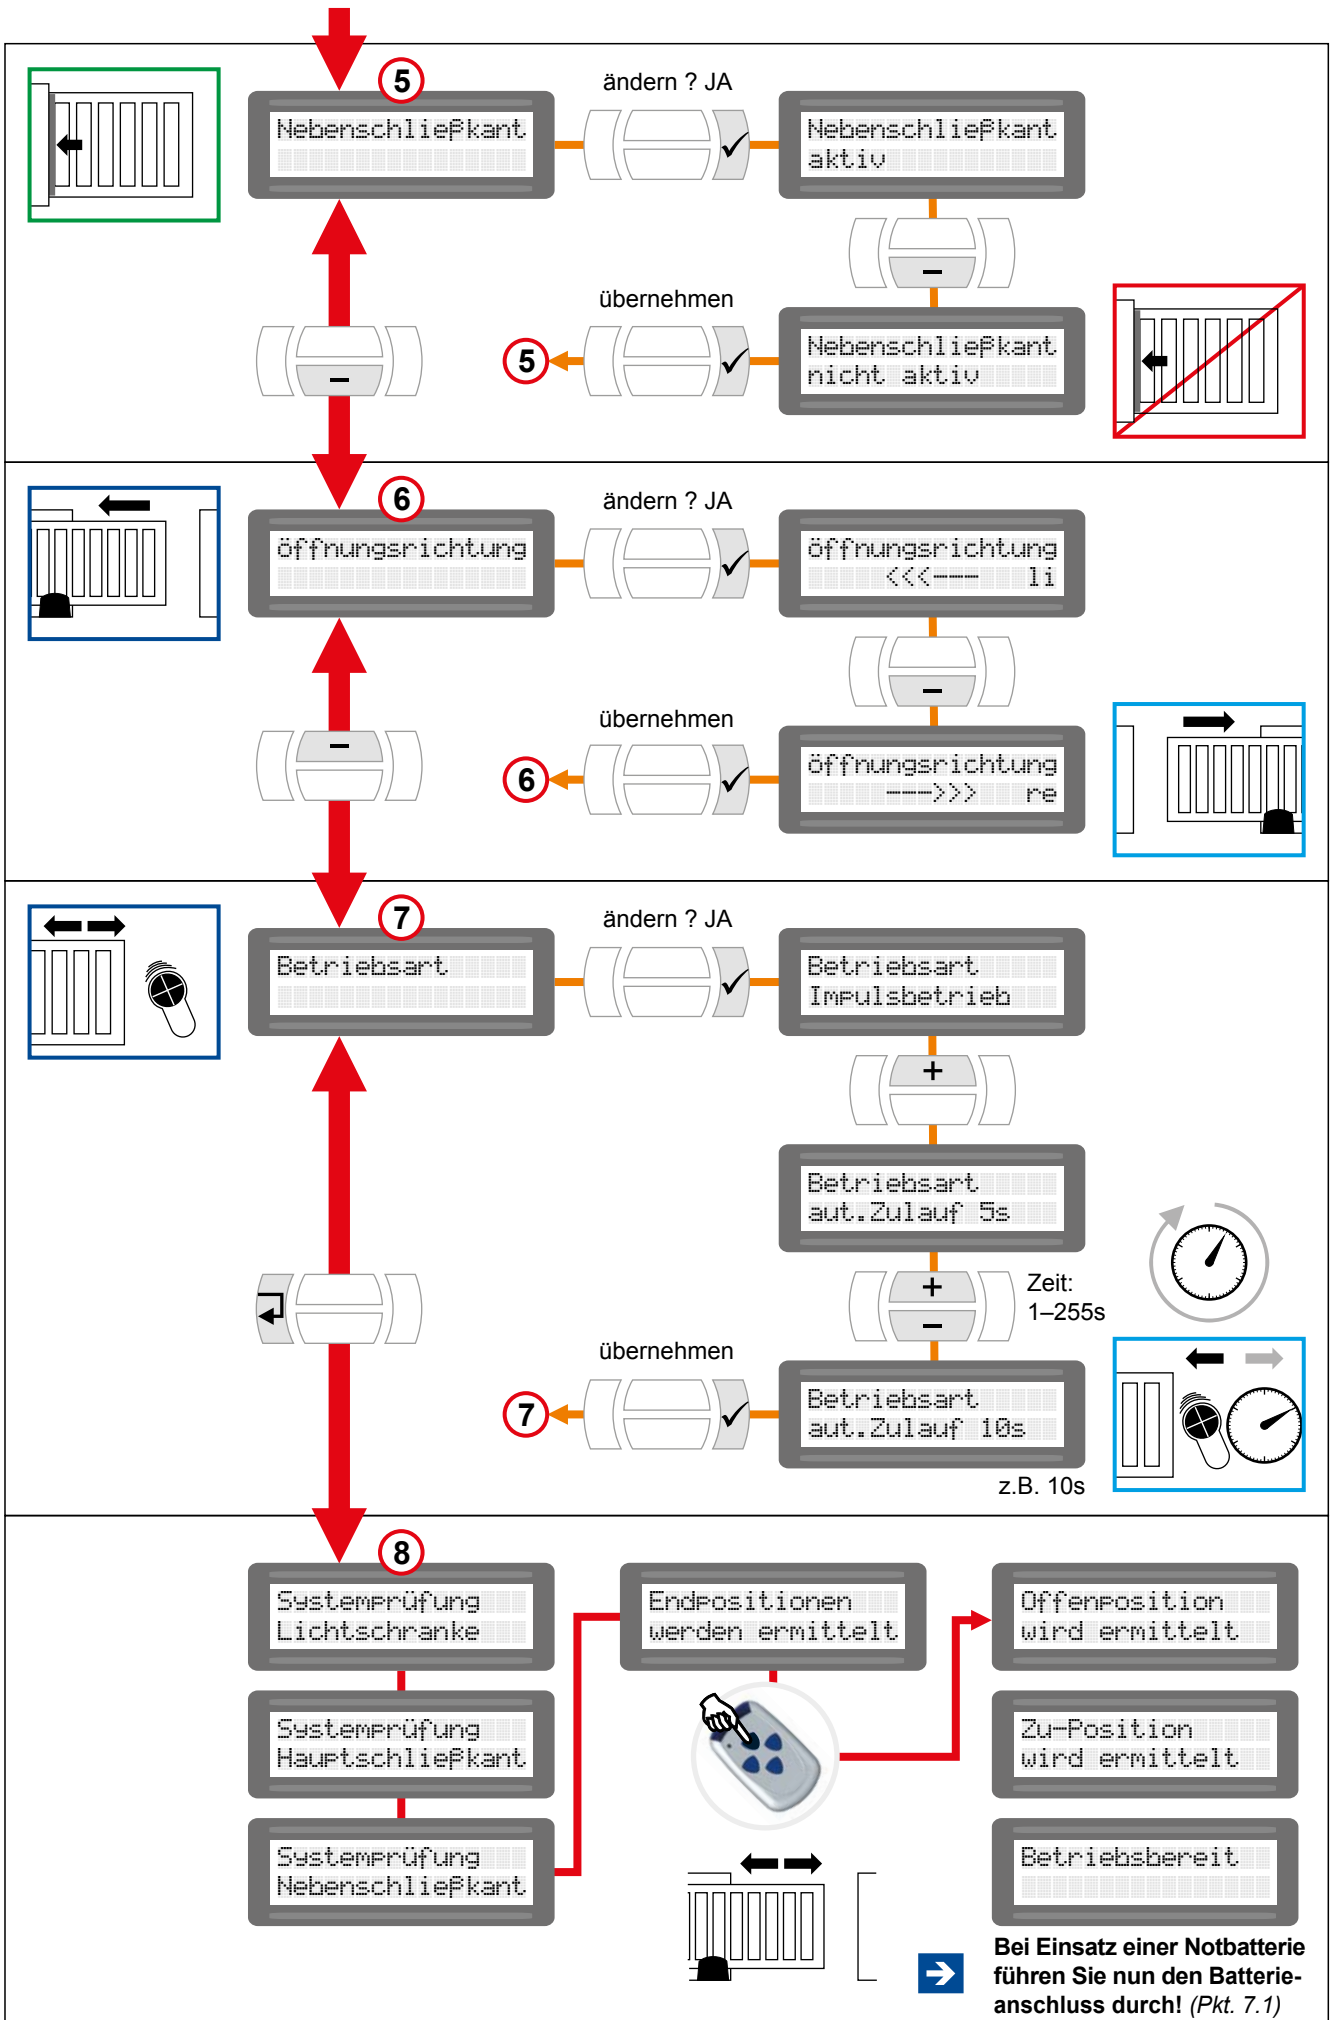 5
ändern ? JA
Nebenschließkant
Nebenschließkant
aktiv
–
übernehmen
5
Nebenschließkant
nicht aktiv
–
6
ändern ? JA
öffnungsrichtung
öffnungsrichtung
<<<--- li
–
übernehmen
6
öffnungsrichtung
--->>> re
–
7
ändern ? JA
Betriebsart
Betriebsart
Impulsbetrieb
+
Betriebsart
aut.Zulauf 5s
+
–
Zeit:
1–255s
übernehmen
7
Betriebsart
aut.Zulauf 10s
z.B. 10s
8
Systemprüfung
Lichtschranke
Systemprüfung
Hauptschließkant
Systemprüfung
Nebenschließkant
Endpositionen
werden ermittelt
Offenposition
wird ermittelt
Zu-Position
wird ermittelt
Betriebsbereit
Bei Einsatz einer Notbatterie
führen Sie nun den Batterie-
anschluss durch! (Pkt. 7.1)